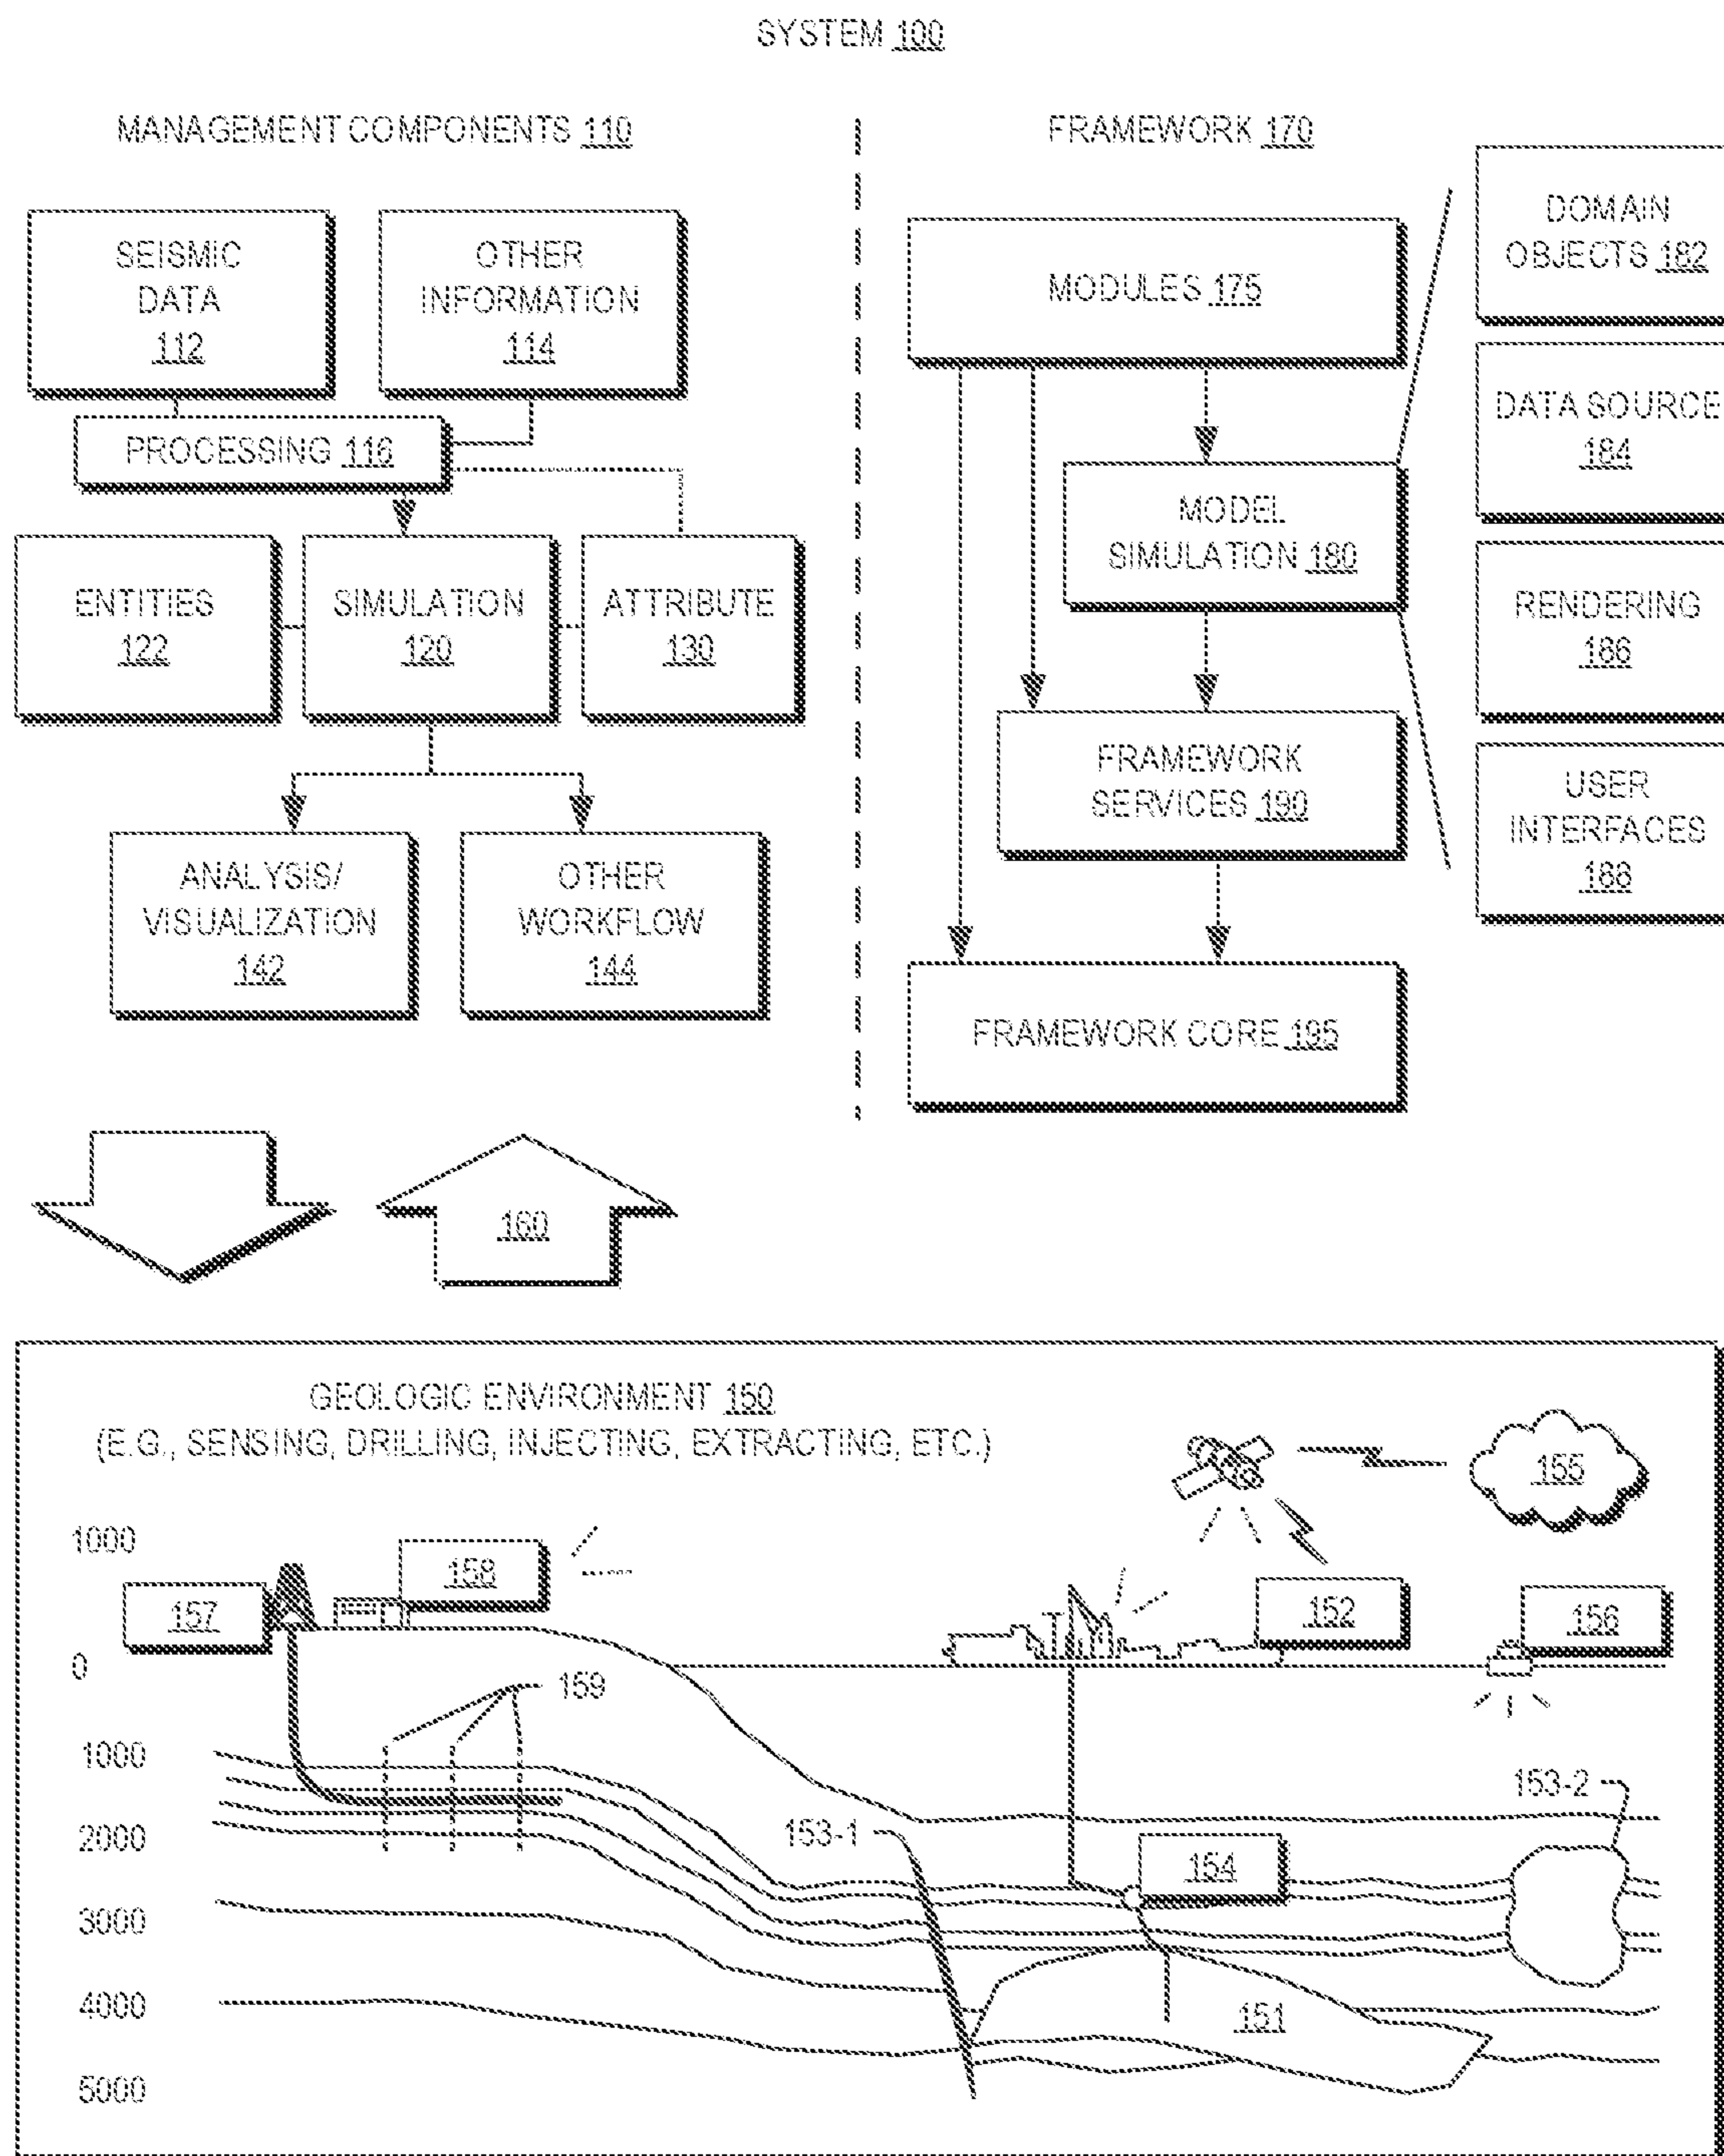 SYSTEM 100
MANAGEMENT COMPONENTS 110
SEISMIC
DATA
112
OTHER
INFORMATION
114
PROCESSING 116
ENTITIES
122
SIMULATION
120
ATTRIBUTE
130
ANALYSIS/
VISUALIZATION
142
OTHER
WORKFLOW
144
FRAMEWORK 170
MODULES 175
MODEL
SIMULATION 180
FRAMEWORK
SERVICES 190
FRAMEWORK CORE 195
DOMAIN
OBJECTS 182
DATA SOURCE
184
RENDERING
186
USER
INTERFACES
188
160
GEOLOGIC ENVIRONMENT 150
(E.G., SENSING, DRILLING, INJECTING, EXTRACTING, ETC.)
155
1000
158
157
152
156
0
159
1000
153-2
2000
153-1
154
3000
4000
151
5000